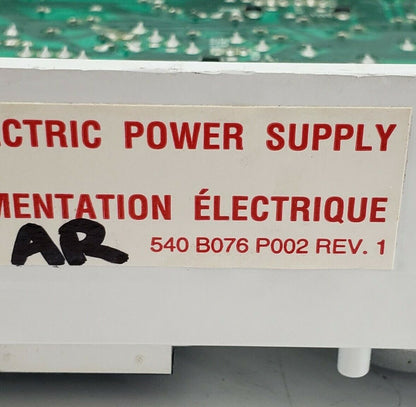 ECTRIC POWER SUPPLY
MENTATION ÉLECTRIQUE
AR 540 B076 P002 REV. 1